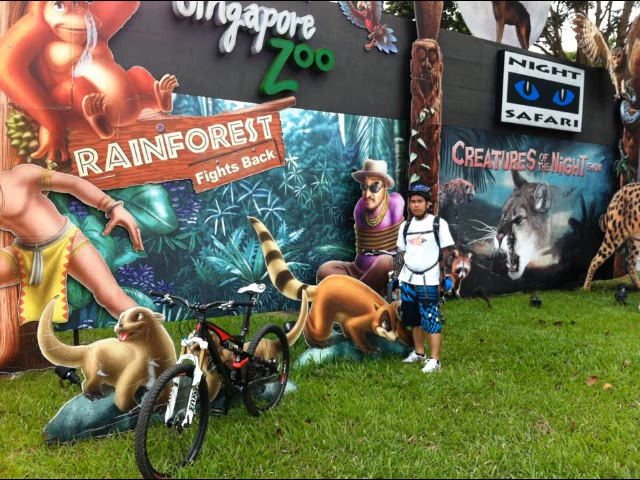 Singapore
Zoo
RAINFOREST
Fights Back
NIGHT
SAFARI
CREATURES OF THE NIGHT SHOW